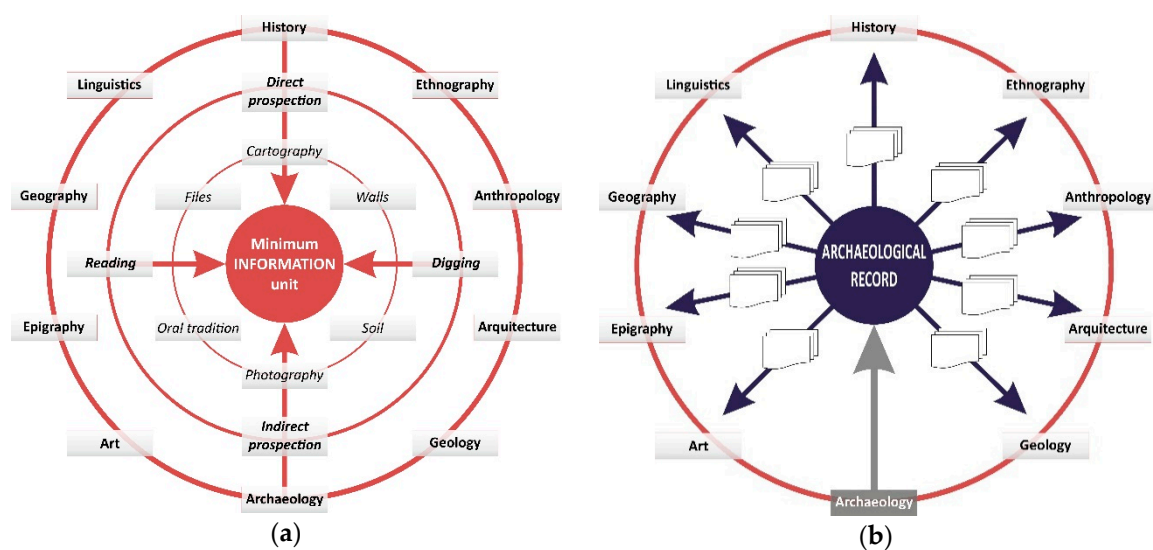 History
Linguistics
Direct
prospection
Ethnography
Cartography
Geography
Files
Walls
Anthropology
Minimum
INFORMATION
unit
Reading
Digging
Epigraphy
Oral tradition
Soil
Arquitecture
Photography
Art
Indirect
prospection
Geology
Archaeology
(a)
History
Linguistics
Ethnography
Geography
Anthropology
ARCHAEOLOGICAL
RECORD
Epigraphy
Arquitecture
Art
Geology
Archaeology
(b)